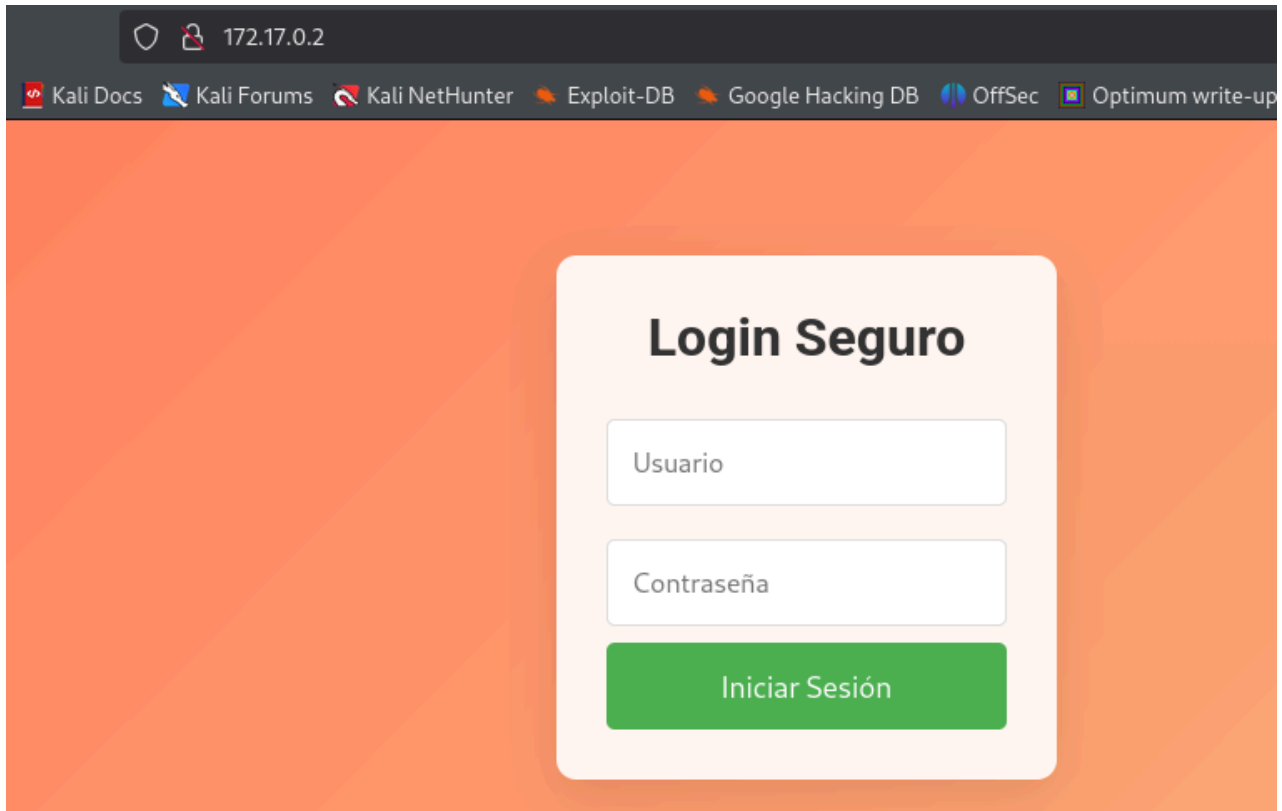 172.17.0.2
Kali Docs Kali Forums Kali NetHunter Exploit-DB Google Hacking DB OffSec Optimum write-up
Login Seguro
Usuario
Contraseña
Iniciar Sesión